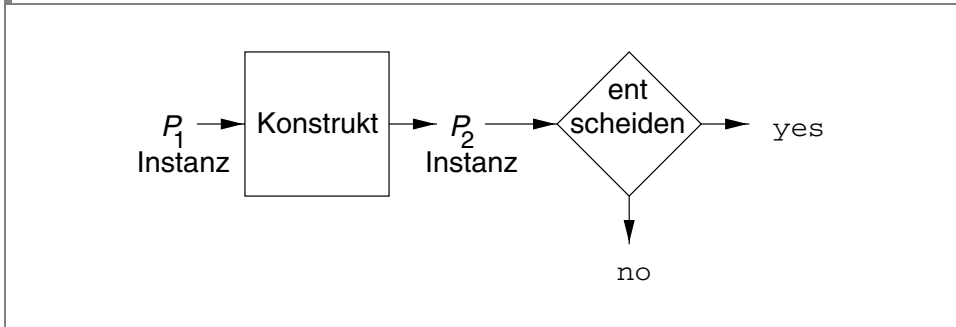 P1
Instanz
Konstrukt
P2
Instanz
ent
scheiden
yes
no